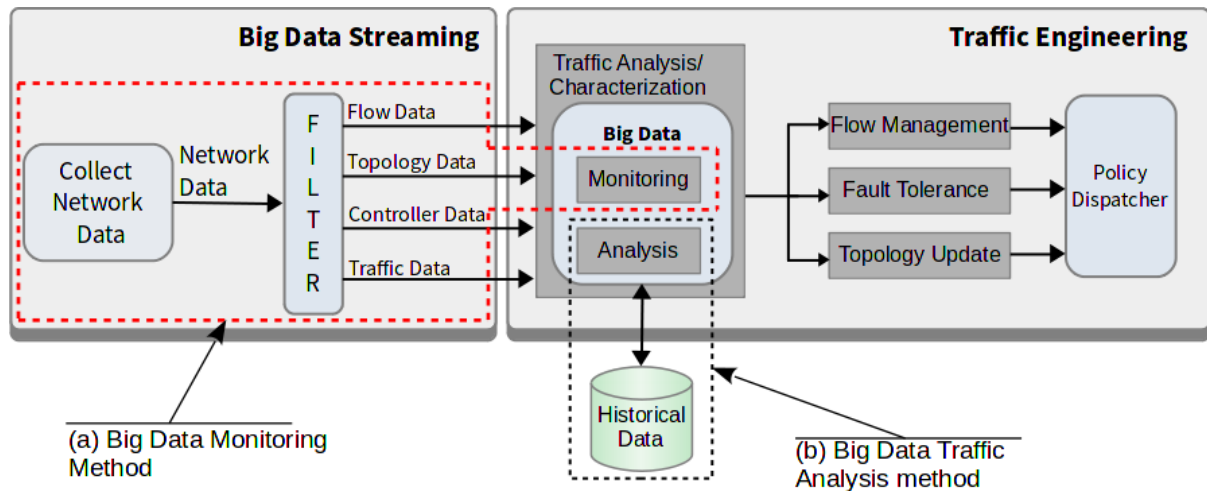 Big Data Streaming
Collect
Network
Data
Network
Data
F
I
L
T
E
R
Flow Data
Topology Data
Controller Data
Traffic Data
Traffic Engineering
Traffic Analysis/
Characterization
Big Data
Monitoring
Analysis
Flow Management
Fault Tolerance
Topology Update
Policy
Dispatcher
Historical
Data
(a) Big Data Monitoring
Method
(b) Big Data Traffic
Analysis method